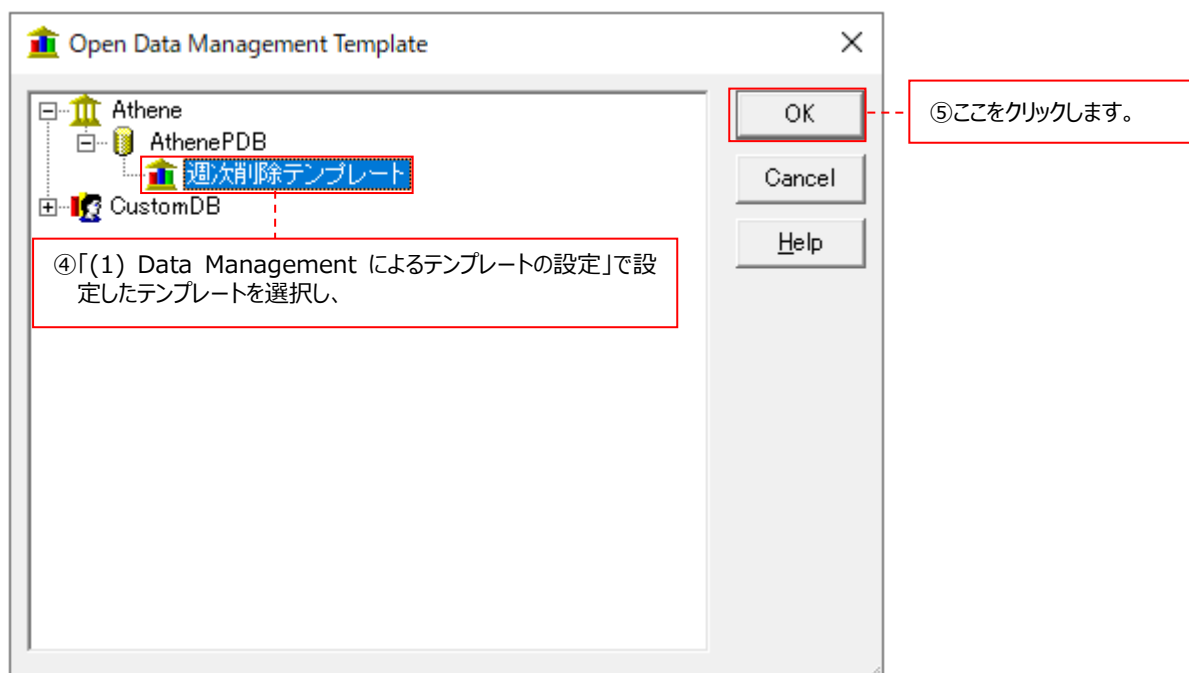 Open Data Management Template
Athene
AthenePDB
週次削除テンプレート
CustomDB
OK
Cancel
Help
⑤ここをクリックします。
④「(1) Data Management によるテンプレートの設定」で設
定したテンプレートを選択し、